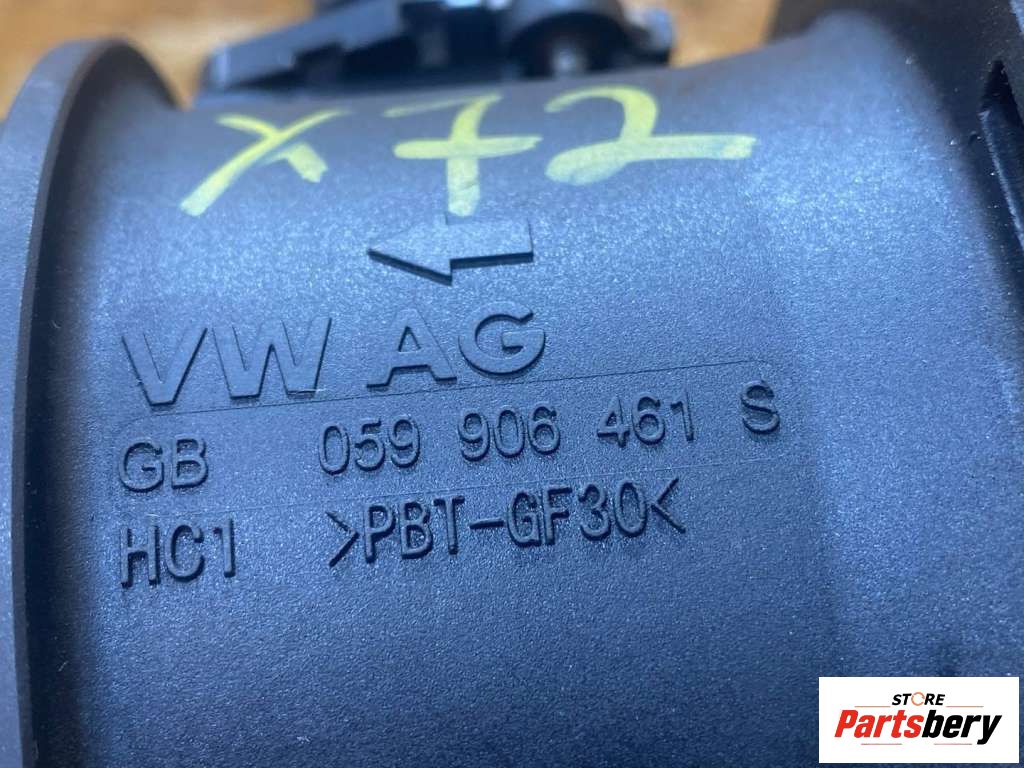 X72
VW AG
GB 059 906 461 S
HC1 >PBT-GF30<
STORE
Partsbery